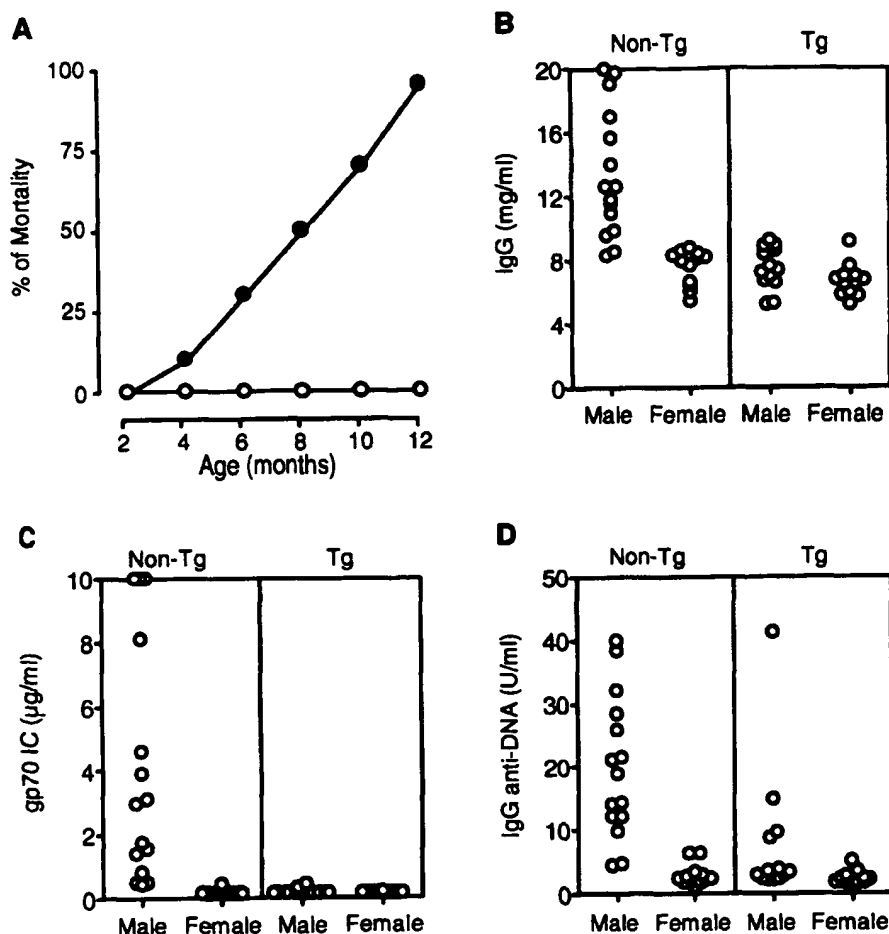 A
100
75
50
25
0
% of Mortality
2 4 6 8 10 12
Age (months)
B
Non-Tg Tg
20
16
12
8
4
0
IgG (mg/ml)
Male Female Male Female
C
Non-Tg Tg
10
8
6
4
2
0
gp70 IC (µg/ml)
Male Female Male Female
D
Non-Tg Tg
50
40
30
20
10
0
IgG anti-DNA (U/ml)
Male Female Male Female